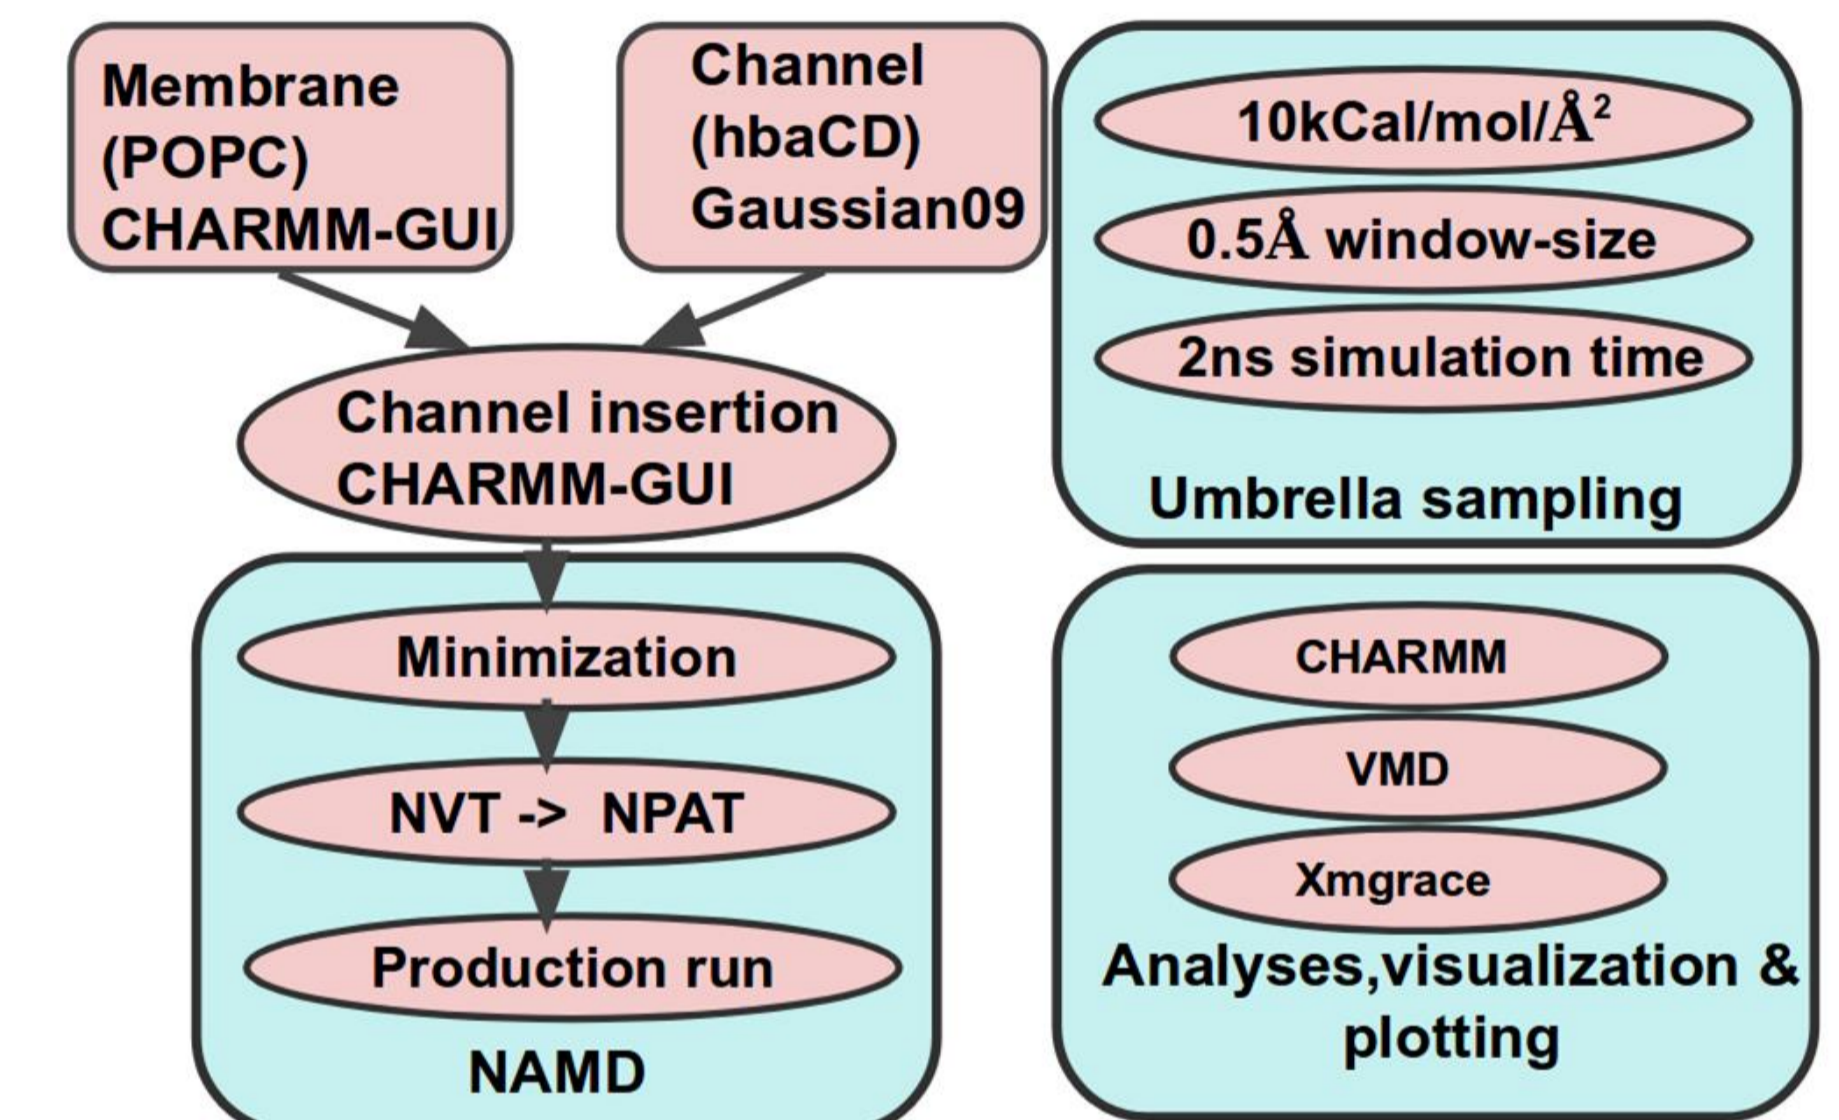 Membrane
(POPC)
CHARMM-GUI
Channel
(hbaCD)
Gaussian09
Channel insertion
CHARMM-GUI
Minimization
NVT -> NPAT
Production run
NAMD
10kCal/mol/Å²
0.5Å window-size
2ns simulation time
Umbrella sampling
CHARMM
VMD
Xmgrace
Analyses,visualization &
plotting